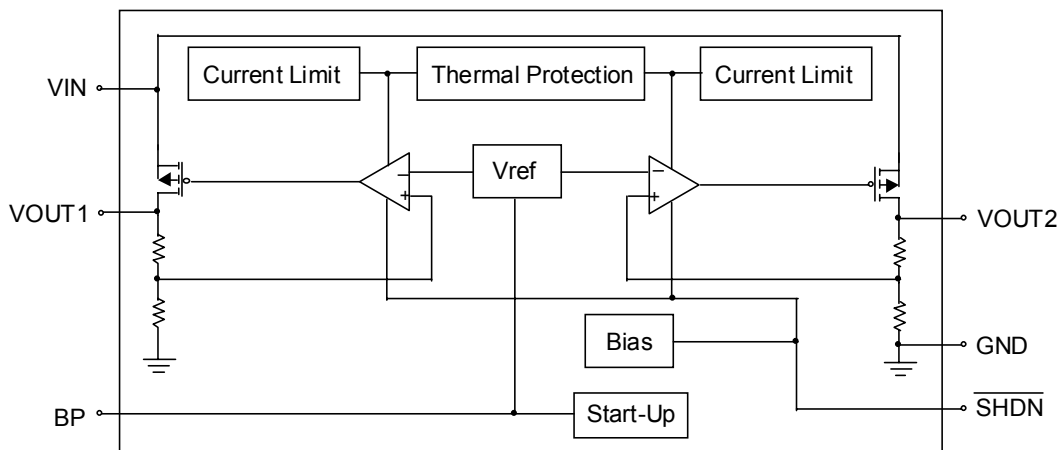 Current Limit
Thermal Protection
Current Limit
VIN
Vref
−
−
+
+
VOUT1
VOUT2
Bias
GND
BP
Start-Up
SHDN